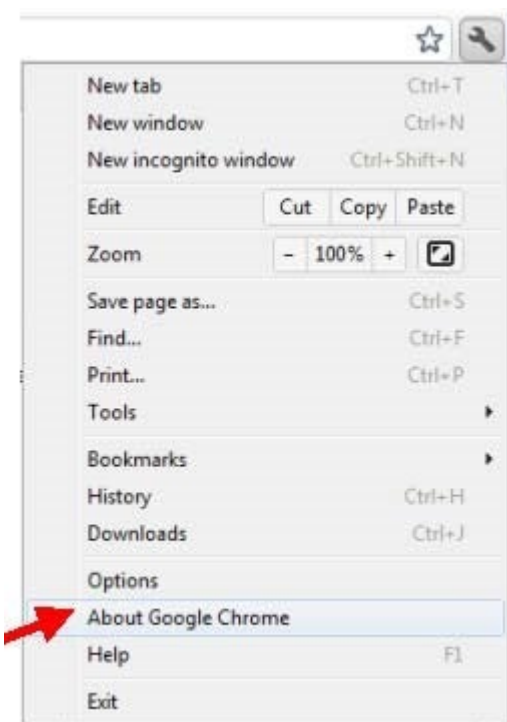 New tab Ctrl+T
New window Ctrl+N
New incognito window Ctrl+Shift+N
Edit Cut Copy Paste
Zoom - 100% +
Save page as... Ctrl+S
Find... Ctrl+F
Print... Ctrl+P
Tools
Bookmarks
History Ctrl+H
Downloads Ctrl+J
Options
About Google Chrome
Help F1
Exit